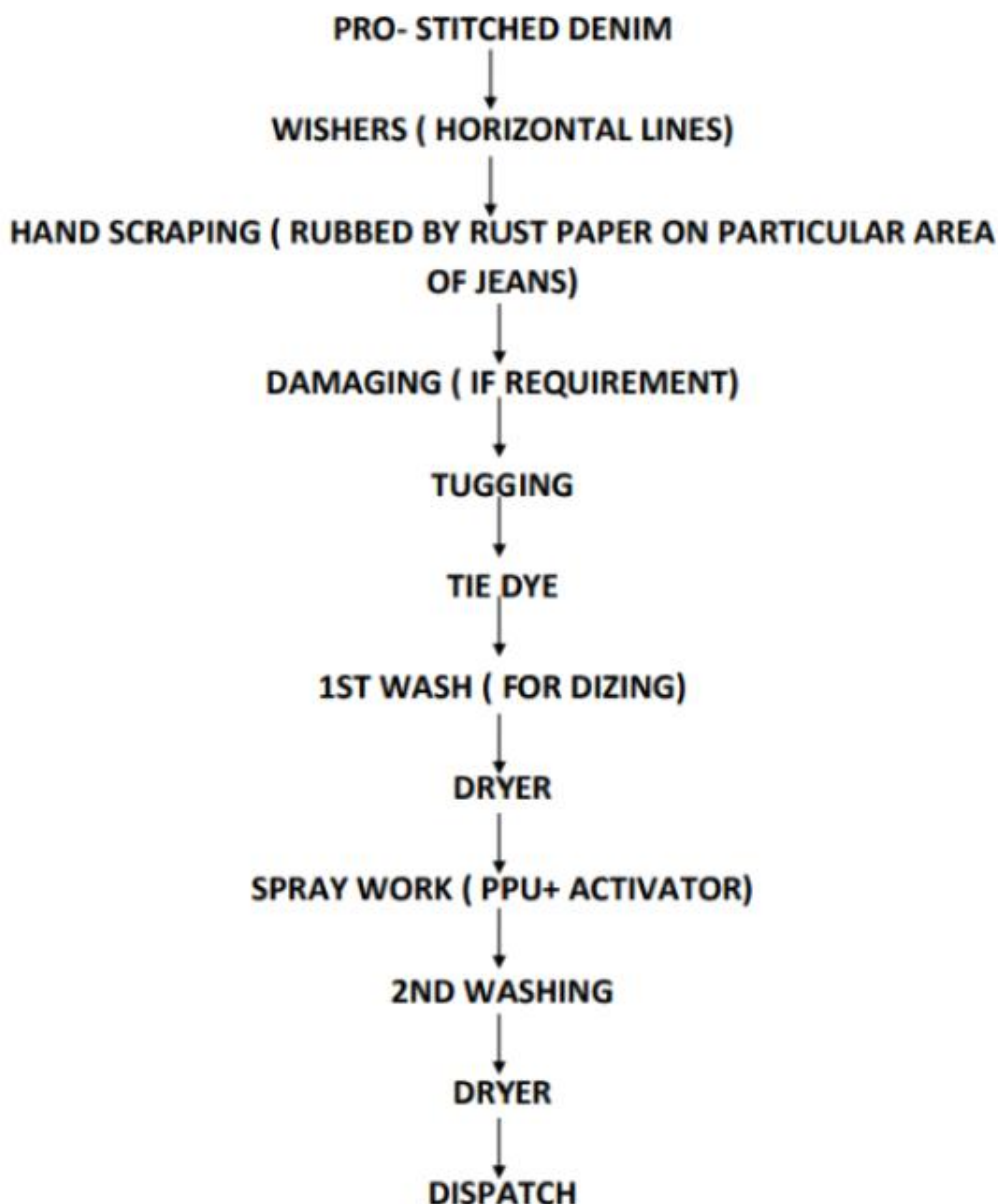 PRO- STITCHED DENIM
WISHERS ( HORIZONTAL LINES)
HAND SCRAPING ( RUBBED BY RUST PAPER ON PARTICULAR AREA
OF JEANS)
DAMAGING ( IF REQUIREMENT)
TUGGING
TIE DYE
1ST WASH ( FOR DIZING)
DRYER
SPRAY WORK ( PPU+ ACTIVATOR)
2ND WASHING
DRYER
DISPATCH